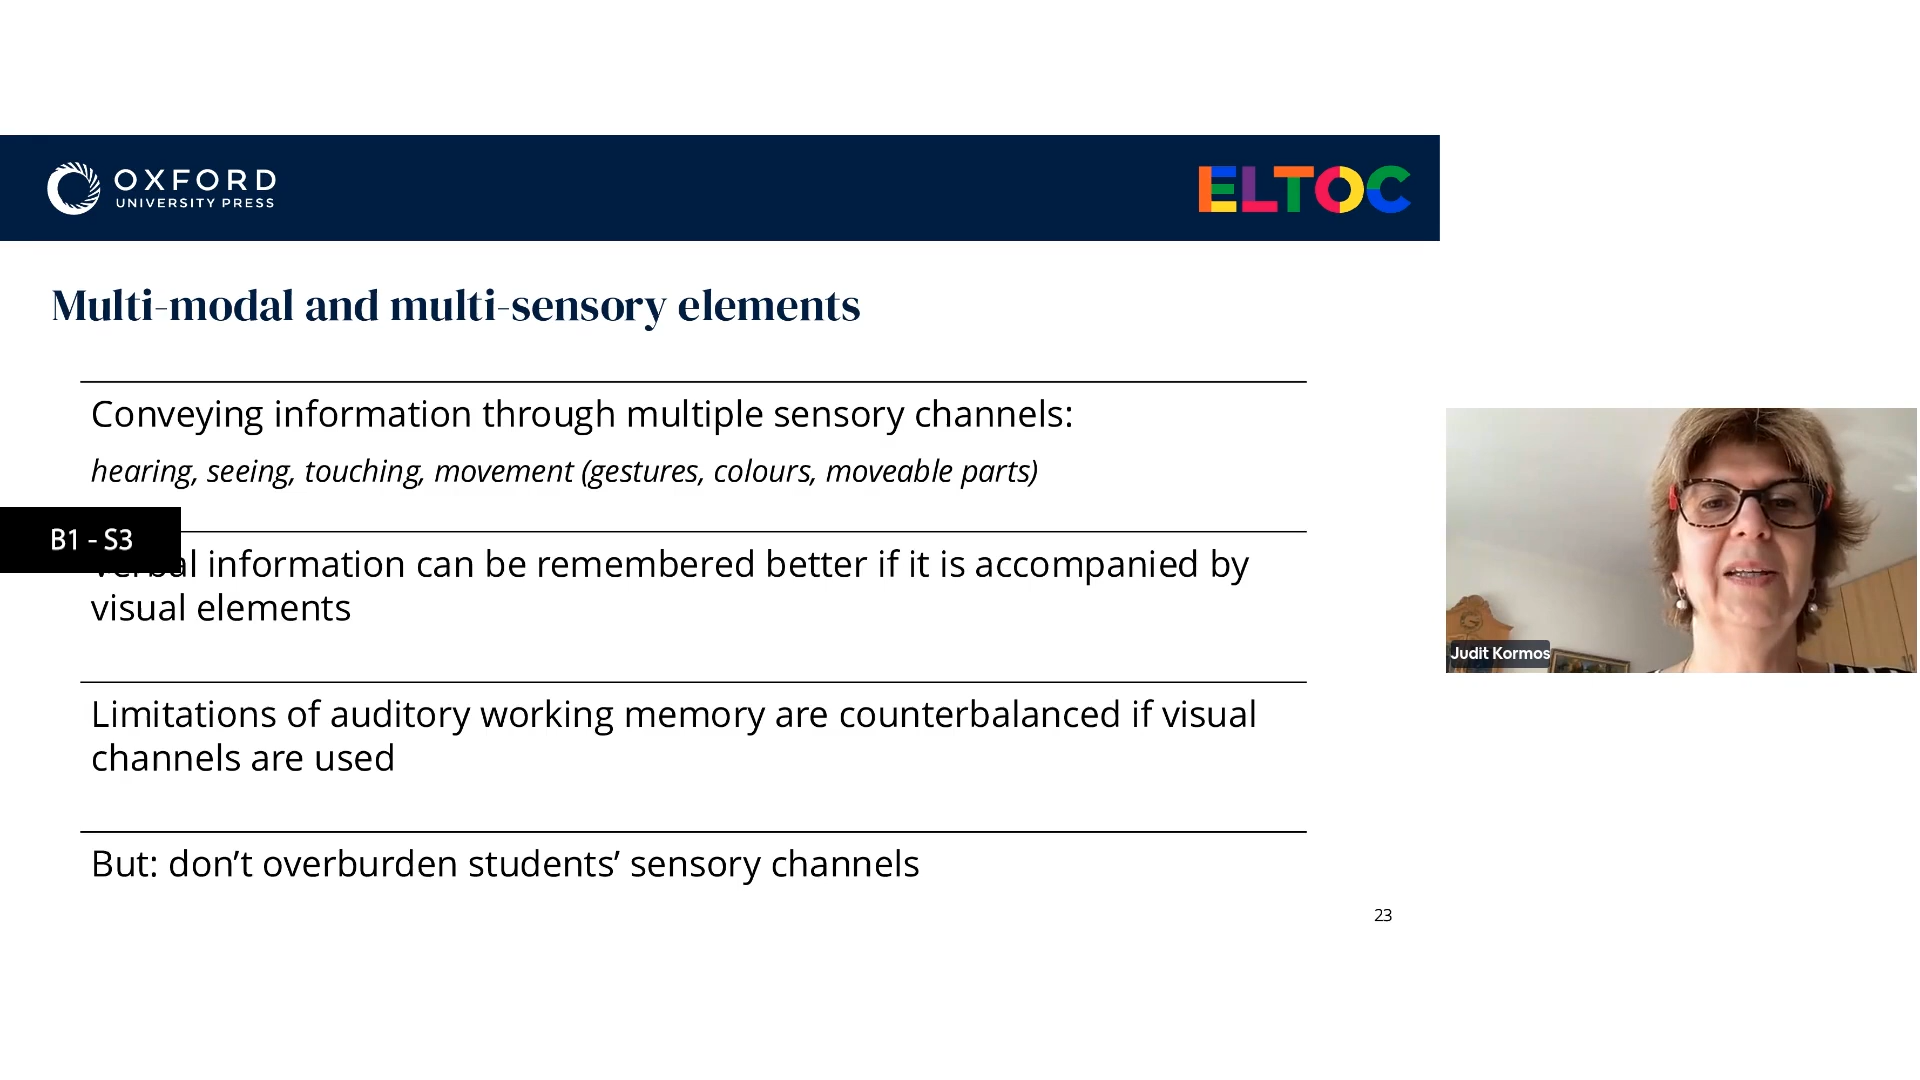 OXFORD
UNIVERSITY PRESS
ELTOC
Multi-modal and multi-sensory elements
Conveying information through multiple sensory channels:
hearing, seeing, touching, movement (gestures, colours, moveable parts)
B1 - S3
information can be remembered better if it is accompanied by
visual elements
Limitations of auditory working memory are counterbalanced if visual
channels are used
But: don’t overburden students’ sensory channels
23
Judit Kormos